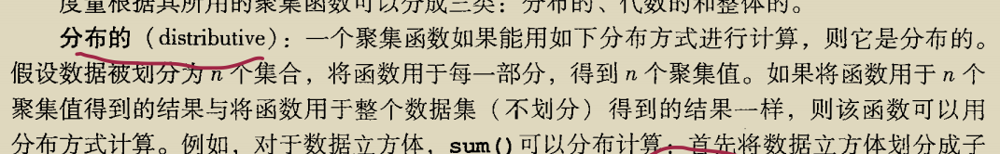 度量根据其所用的聚集函数可以分成三类：分布的、代数的和整体的。
分布的（distributive）：一个聚集函数如果能用如下分布方式进行计算，则它是分布的。
假设数据被划分为 n 个集合，将函数用于每一部分，得到 n 个聚集值。如果将函数用于 n 个
聚集值得到的结果与将函数用于整个数据集（不划分）得到的结果一样，则该函数可以用
分布方式计算。例如，对于数据立方体，sum()可以分布计算：首先将数据立方体划分成子